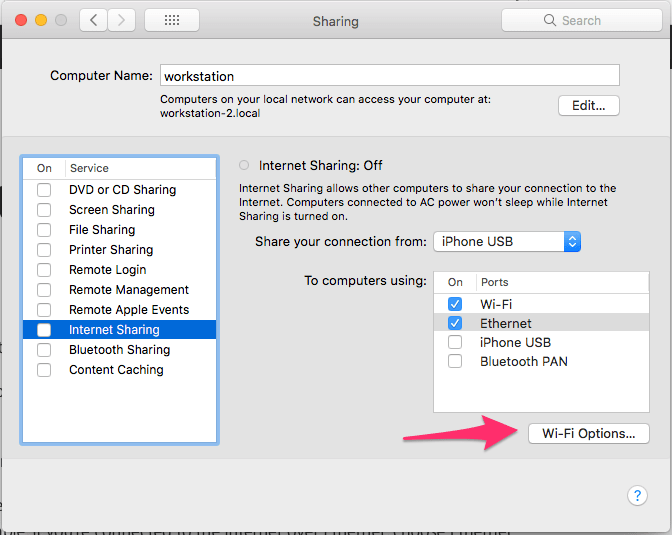 Sharing
Search
Computer Name: workstation
Computers on your local network can access your computer at:
workstation-2.local
Edit...
On Service
DVD or CD Sharing
Screen Sharing
File Sharing
Printer Sharing
Remote Login
Remote Management
Remote Apple Events
Internet Sharing
Bluetooth Sharing
Content Caching
Internet Sharing: Off
Internet Sharing allows other computers to share your connection to the
Internet. Computers connected to AC power won't sleep while Internet
Sharing is turned on.
Share your connection from: iPhone USB
To computers using:
On Ports
Wi-Fi
Ethernet
iPhone USB
Bluetooth PAN
Wi-Fi Options...
?